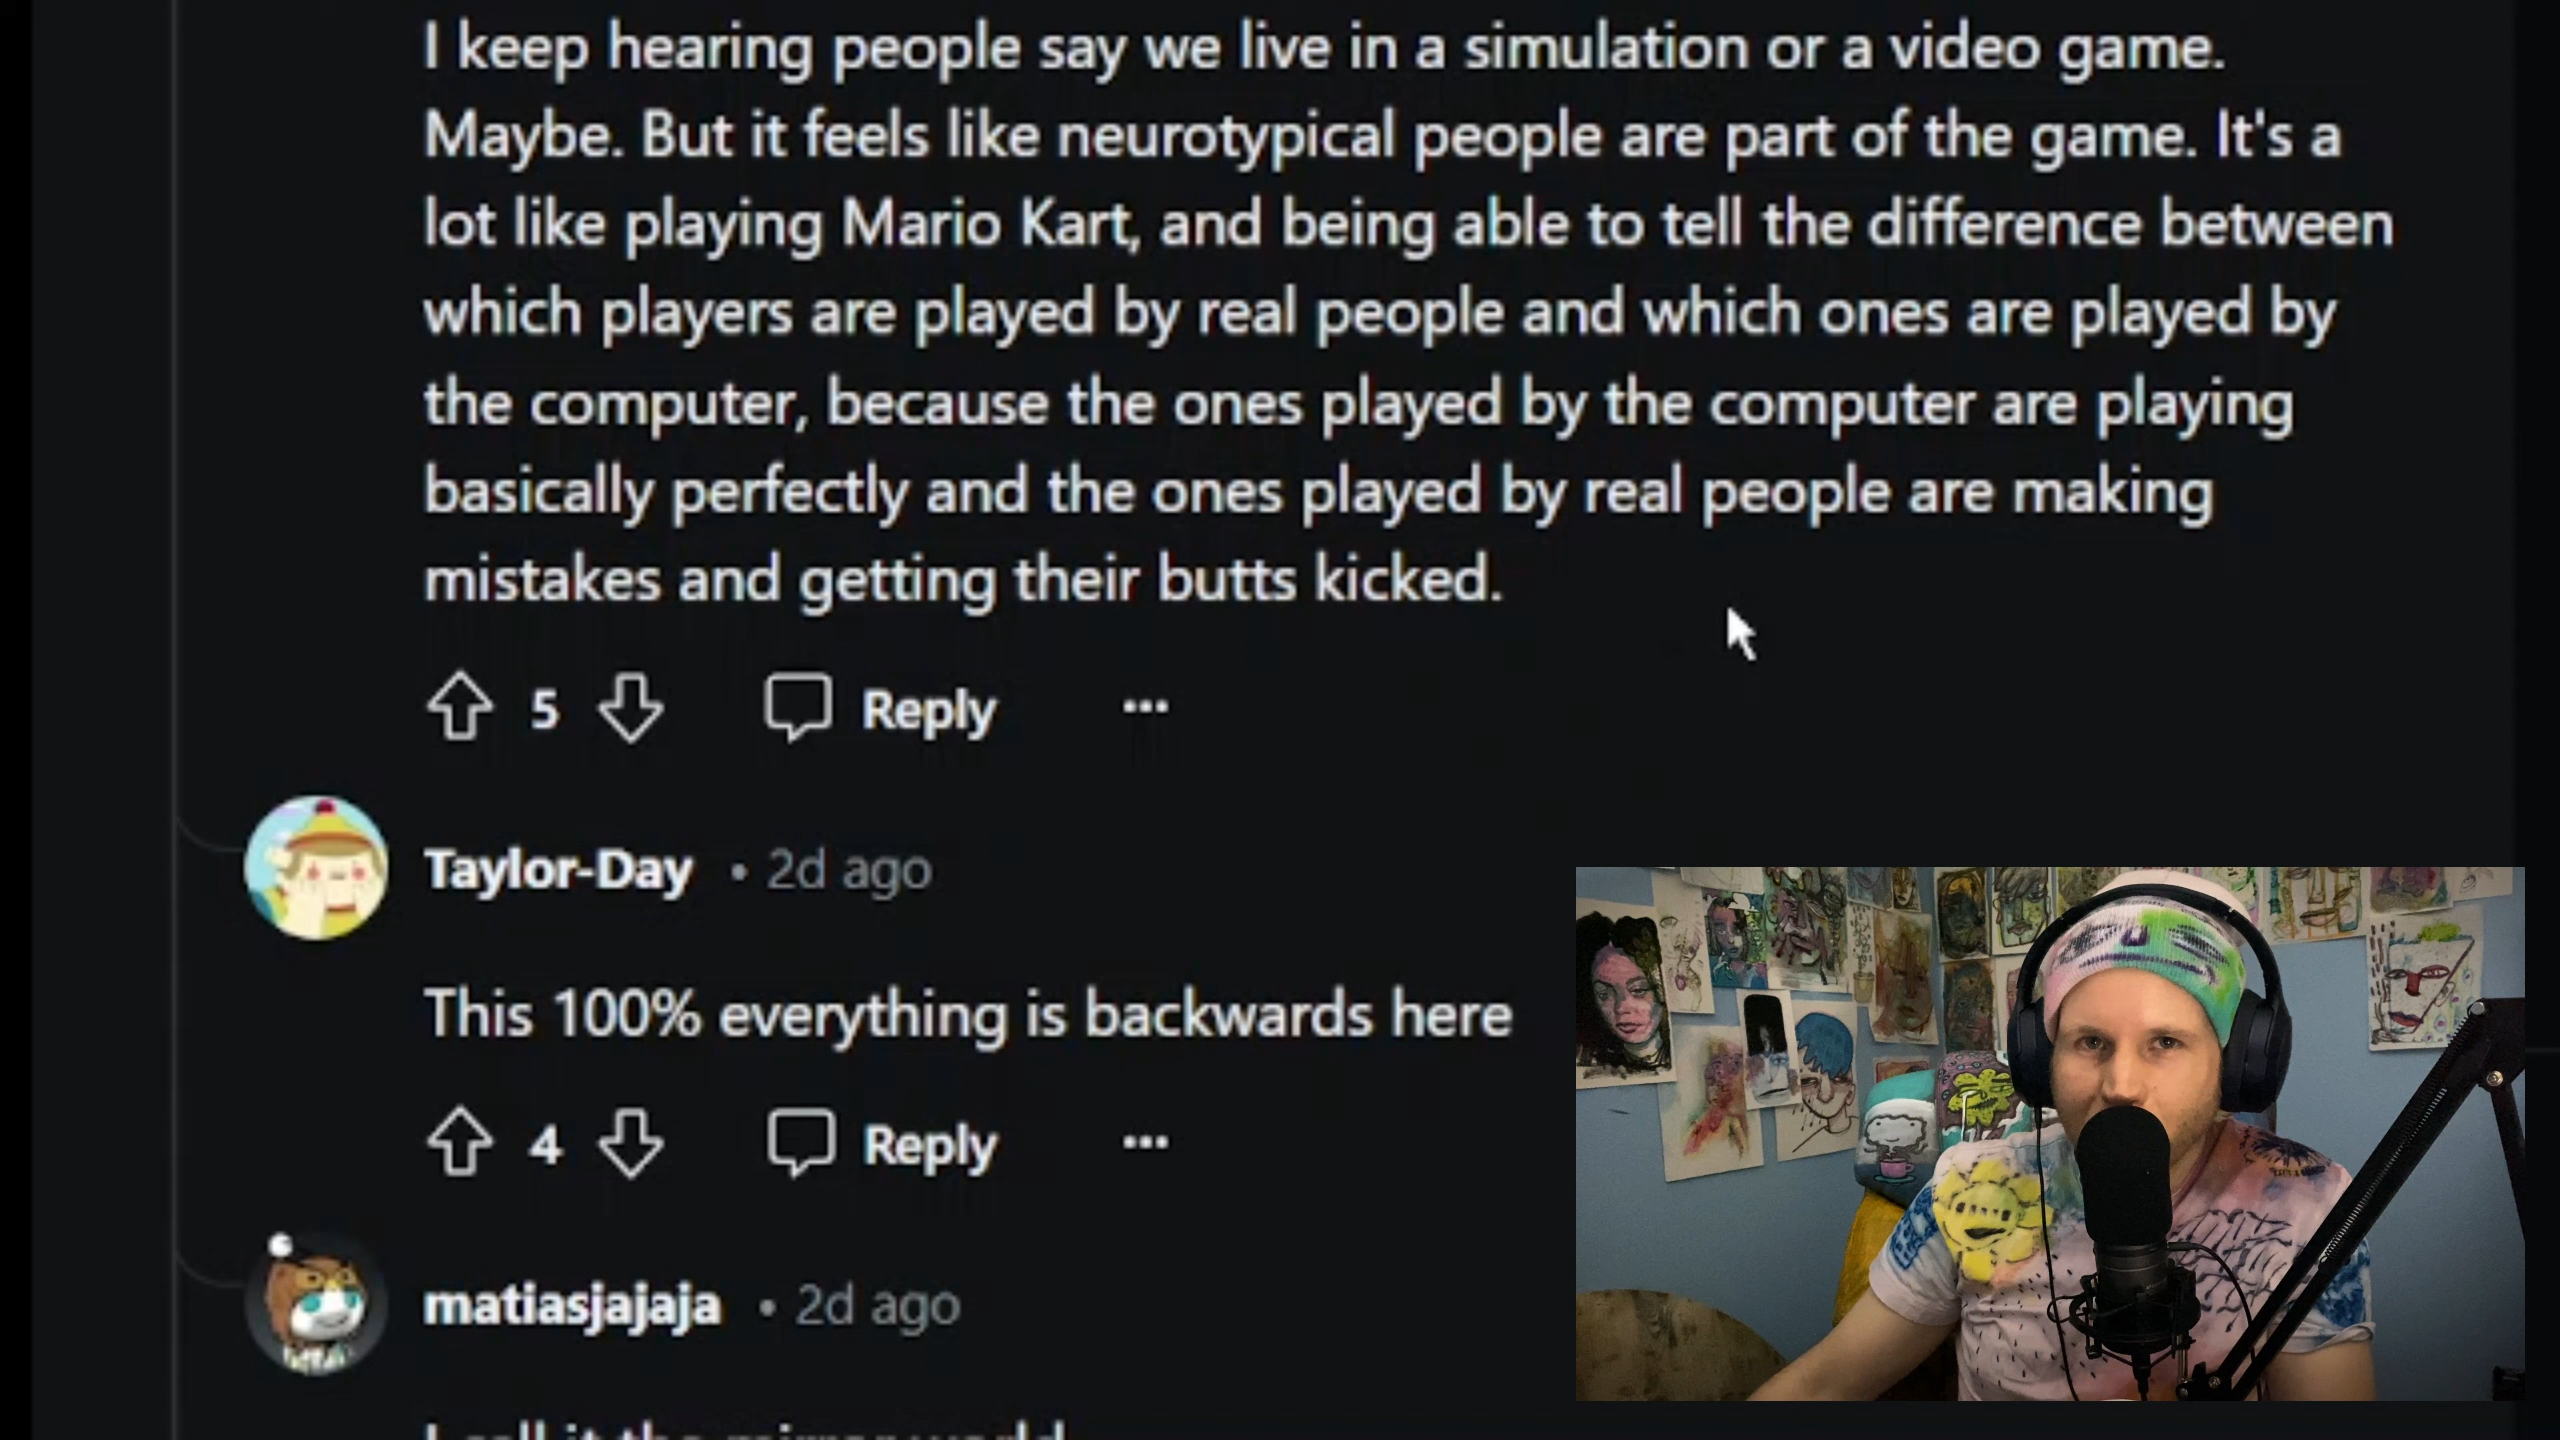 I keep hearing people say we live in a simulation or a video game.
Maybe. But it feels like neurotypical people are part of the game. It's a
lot like playing Mario Kart, and being able to tell the difference between
which players are played by real people and which ones are played by
the computer, because the ones played by the computer are playing
basically perfectly and the ones played by real people are making
mistakes and getting their butts kicked.
5 Reply ...
Taylor-Day • 2d ago
This 100% everything is backwards here
4 Reply ...
matiasjajaja • 2d ago
I call it the mirror world